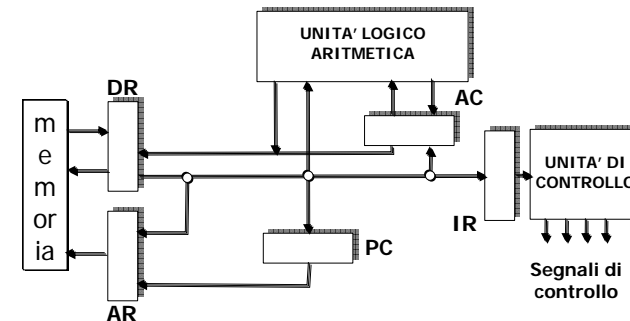 UNITA' LOGICO
ARITMETICA
DR
AC
m
e
m
or
ia
UNITA' DI
CONTROLLO
IR
PC
Segnali di
controllo
AR